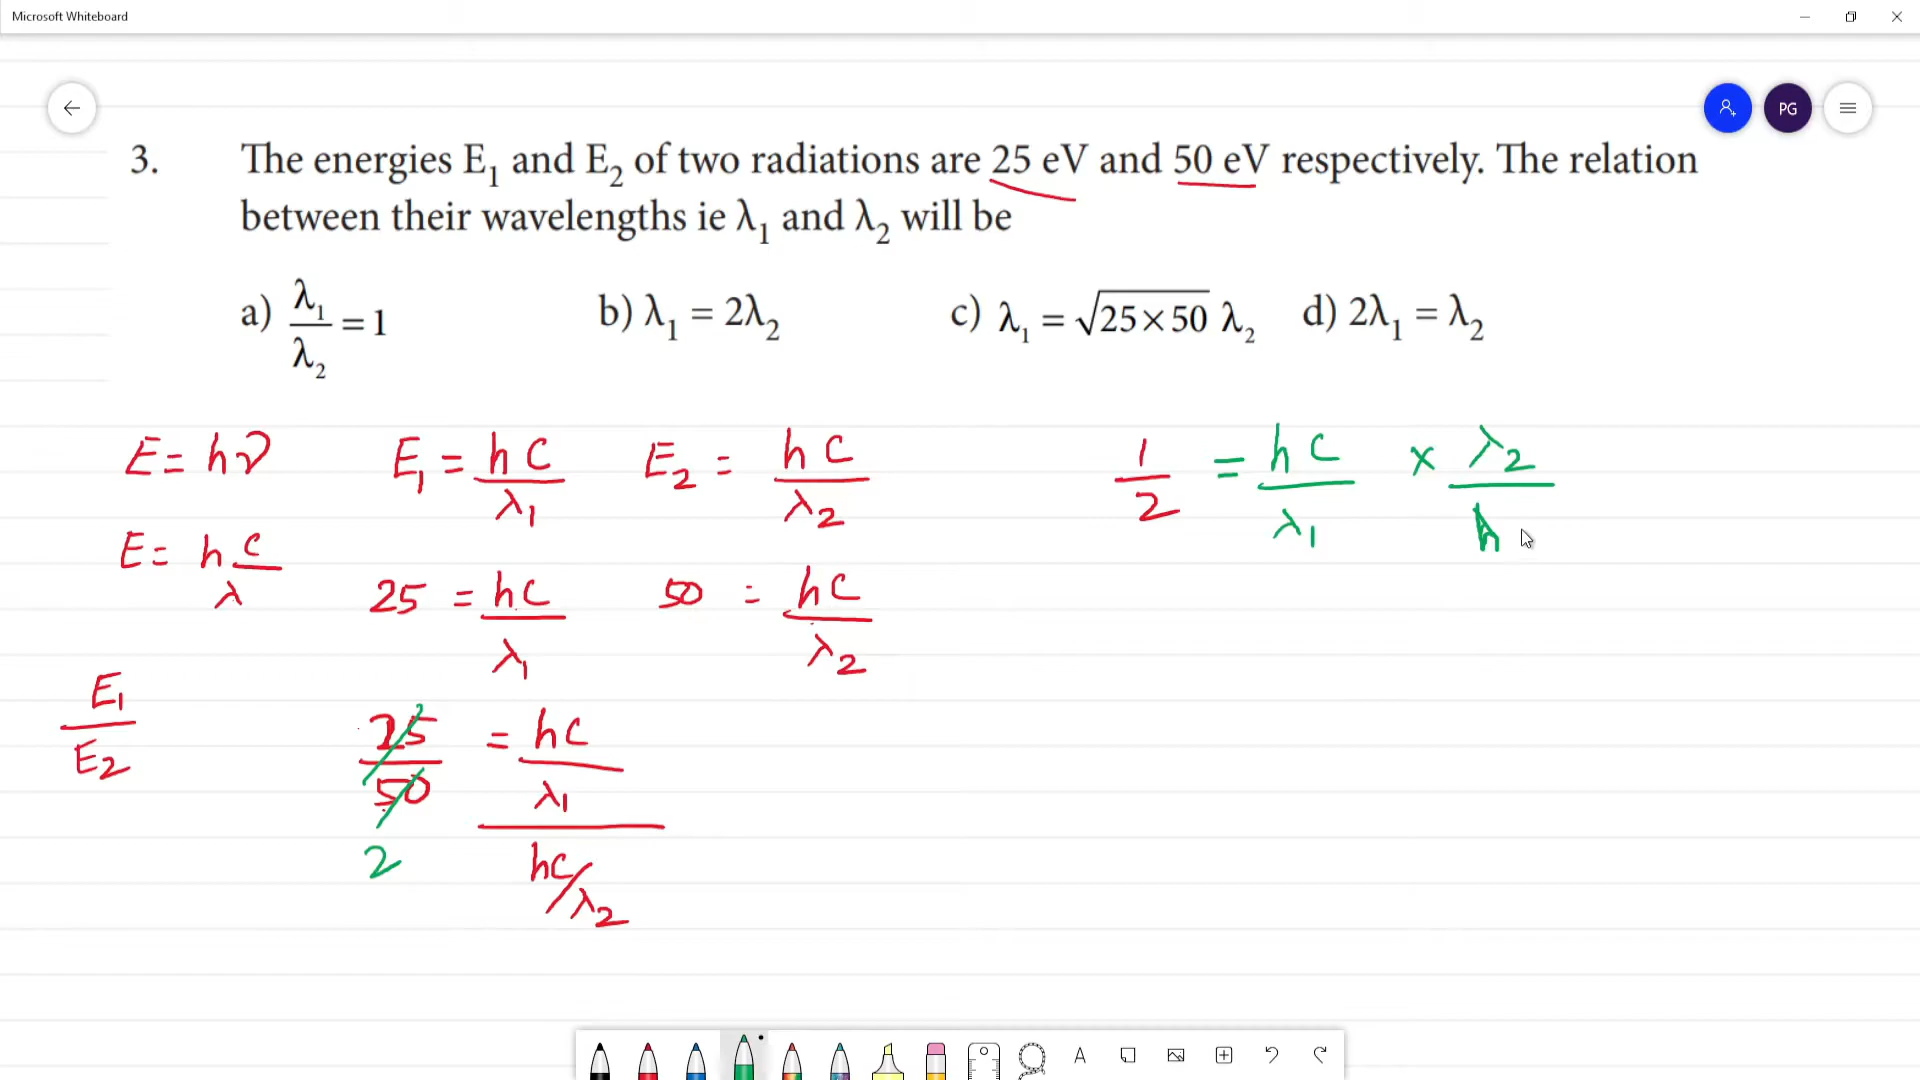 Microsoft Whiteboard
PG
3. The energies E₁ and E₂ of two radiations are 25 eV and 50 eV respectively. The relation
between their wavelengths ie λ₁ and λ₂ will be
a) λ₁/λ₂ = 1 b) λ₁ = 2λ₂ c) λ₁ = √(25×50) λ₂ d) 2λ₁ = λ₂
E = hν
E = h c/λ
E₁/E₂
E₁ = hc/λ₁ E₂ = hc/λ₂
25 = hc/λ₁ 50 = hc/λ₂
25/50 = hc/λ₁ / hc/λ₂
2
1/2 = hc/λ₁ × λ₂/h
A